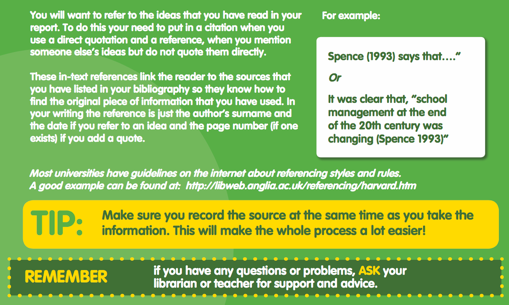 You will want to refer to the ideas that you have read in your
report. To do this your need to put in a citation when you
use a direct quotation and a reference, when you mention
someone else's ideas but do not quote them directly.
These in-text references link the reader to the sources that
you have listed in your bibliography so they know how to
find the original piece of information that you have used. In
your writing the reference is just the author's surname and
the date if you refer to an idea and the page number (if one
exists) if you add a quote.
For example:
Spence (1993) says that...."
Or
It was clear that, "school
management at the end
of the 20th century was
changing (Spence 1993)"
Most universities have guidelines on the internet about referencing styles and rules.
A good example can be found at: http://libweb.anglia.ac.uk/referencing/harvard.htm
TIP:
Make sure you record the source at the same time as you take the
information. This will make the whole process a lot easier!
REMEMBER
if you have any questions or problems, ASK your
librarian or teacher for support and advice.